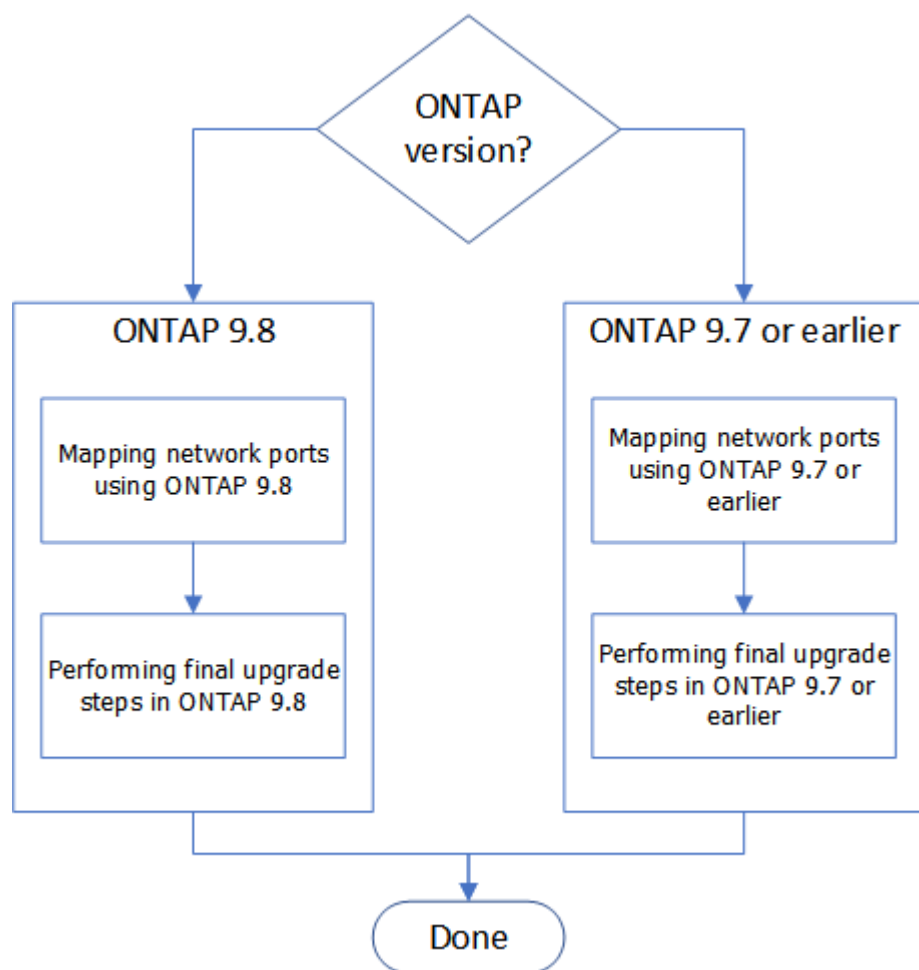 ONTAP
version?
ONTAP 9.8
Mapping network ports
using ONTAP 9.8
Performing final upgrade
steps in ONTAP 9.8
ONTAP 9.7 or earlier
Mapping network ports
using ONTAP 9.7 or
earlier
Performing final upgrade
steps in ONTAP 9.7 or
earlier
Done